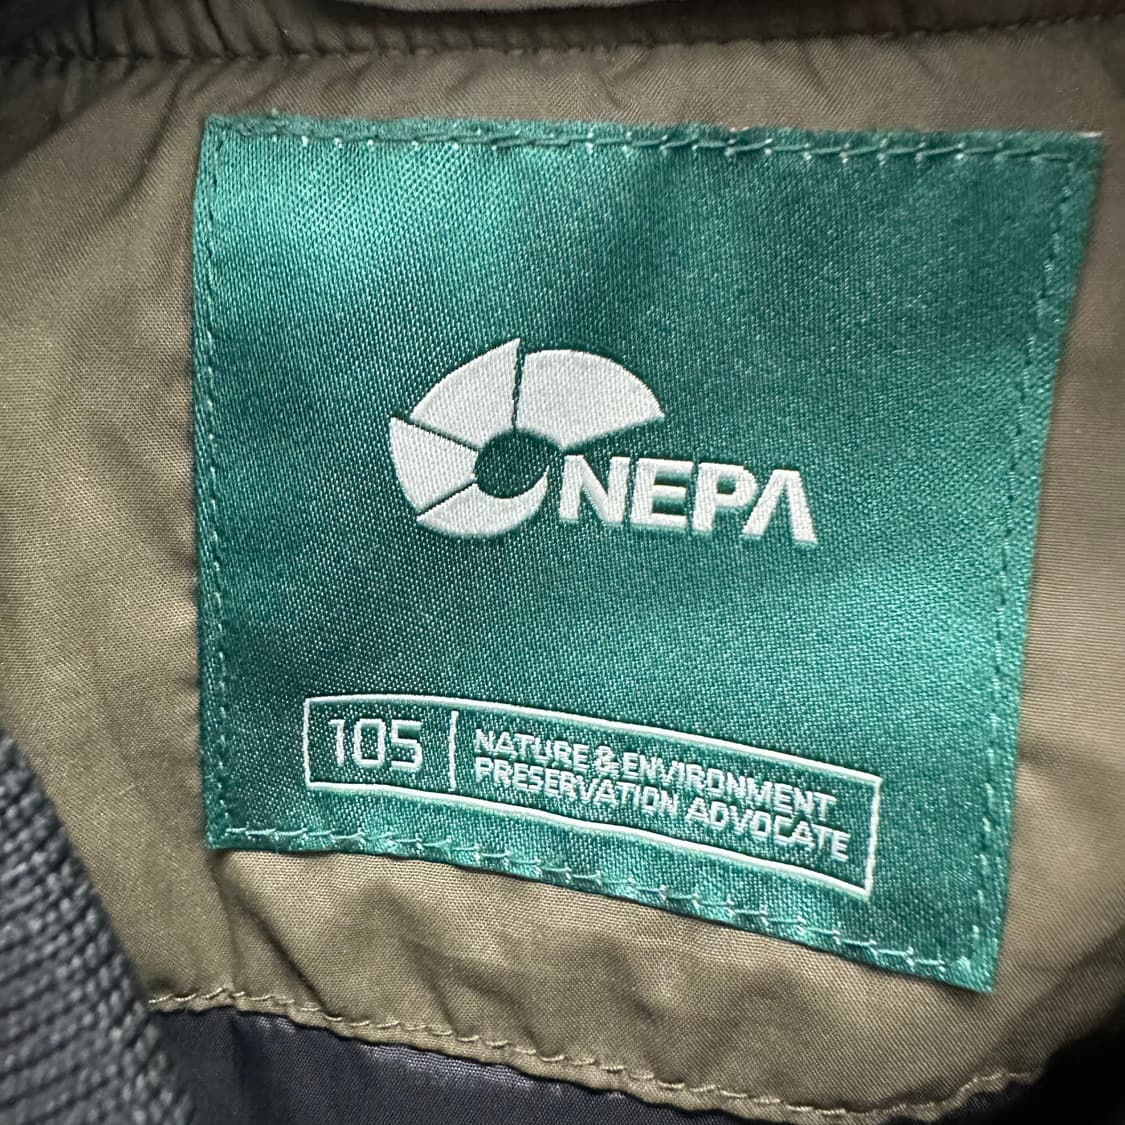 NEPA
105
NATURE & ENVIRONMENT
PRESERVATION ADVOCATE